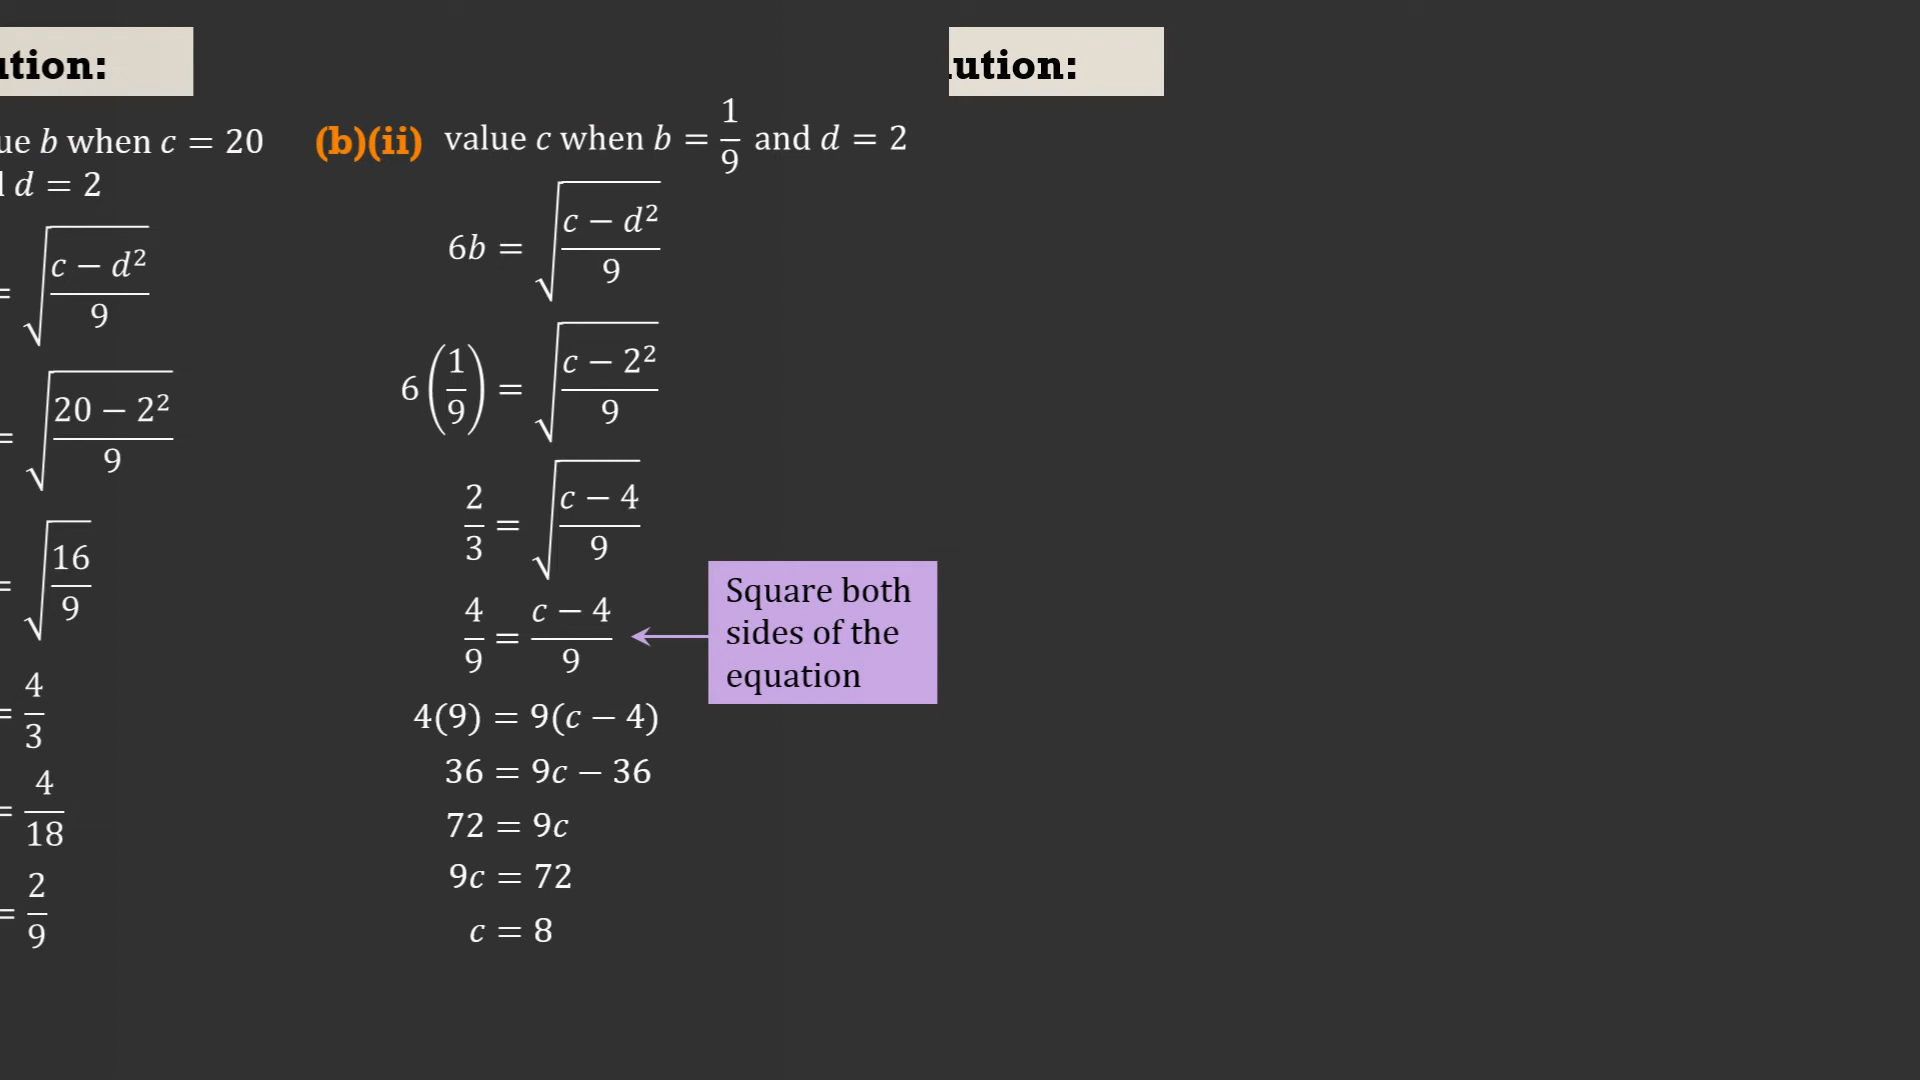 ution:
ue b when c = 20
d = 2
= √((c − d²)/9)
= √((20 − 2²)/9)
= √(16/9)
= 4/3
= 4/18
= 2/9
(b)(ii) value c when b = 1/9 and d = 2
6b = √((c − d²)/9)
6(1/9) = √((c − 2²)/9)
2/3 = √((c − 4)/9)
4/9 = (c − 4)/9
Square both
sides of the
equation
4(9) = 9(c − 4)
36 = 9c − 36
72 = 9c
9c = 72
c = 8
ution: